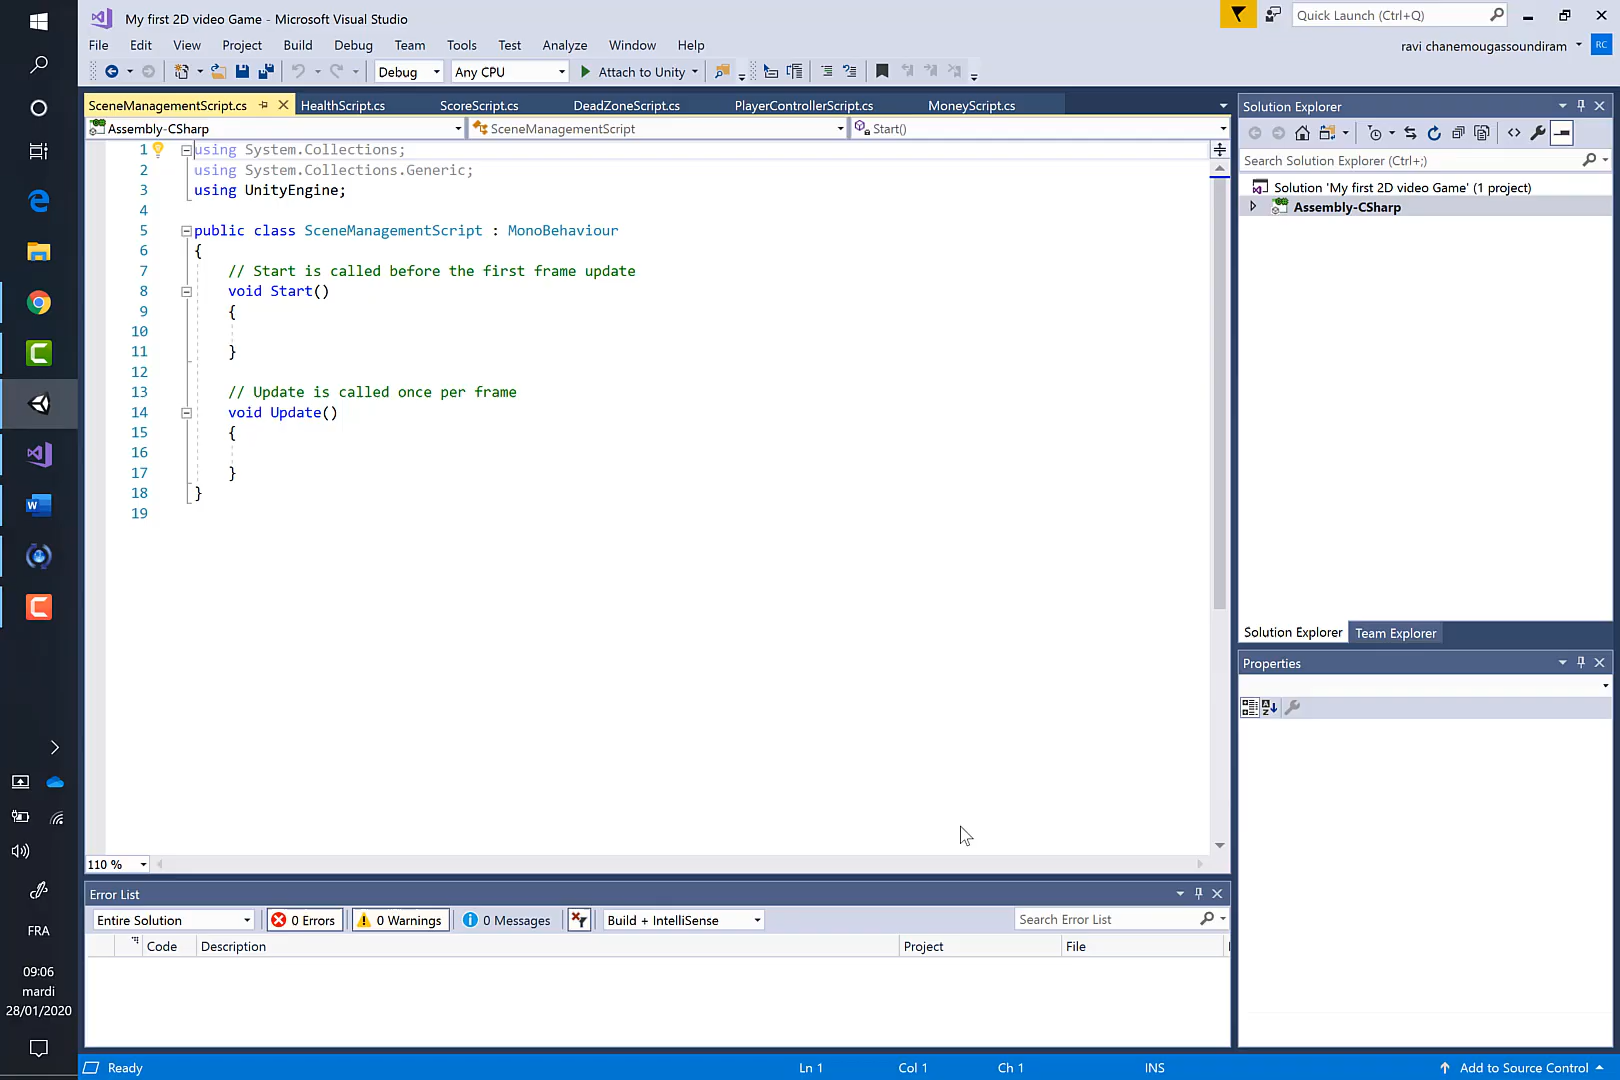 My first 2D video Game - Microsoft Visual Studio
Quick Launch (Ctrl+Q)
File Edit View Project Build Debug Team Tools Test Analyze Window Help
ravi chanemougassoundiram
RC
Debug Any CPU Attach to Unity
SceneManagementScript.cs HealthScript.cs ScoreScript.cs DeadZoneScript.cs PlayerControllerScript.cs MoneyScript.cs
Assembly-CSharp SceneManagementScript Start()
1 using System.Collections;
2 using System.Collections.Generic;
3 using UnityEngine;
4
5 public class SceneManagementScript : MonoBehaviour
6 {
7 // Start is called before the first frame update
8 void Start()
9 {
10
11 }
12
13 // Update is called once per frame
14 void Update()
15 {
16
17 }
18 }
19
110 %
Solution Explorer
Search Solution Explorer (Ctrl+;)
Solution 'My first 2D video Game' (1 project)
Assembly-CSharp
Solution Explorer Team Explorer
Properties
Error List
Entire Solution 0 Errors 0 Warnings 0 Messages Build + IntelliSense Search Error List
Code Description Project File
Ready Ln 1 Col 1 Ch 1 INS Add to Source Control
FRA
09:06
mardi
28/01/2020